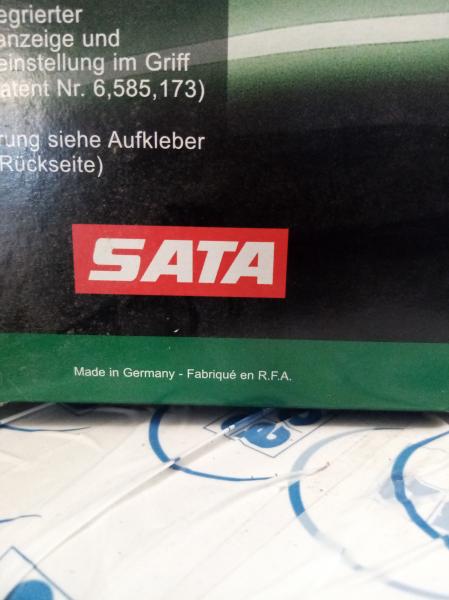 egrierter
anzeige und
einstellung im Griff
atent Nr. 6,585,173)
rung siehe Aufkleber
Rückseite)
SATA
Made in Germany - Fabriqué en R.F.A.